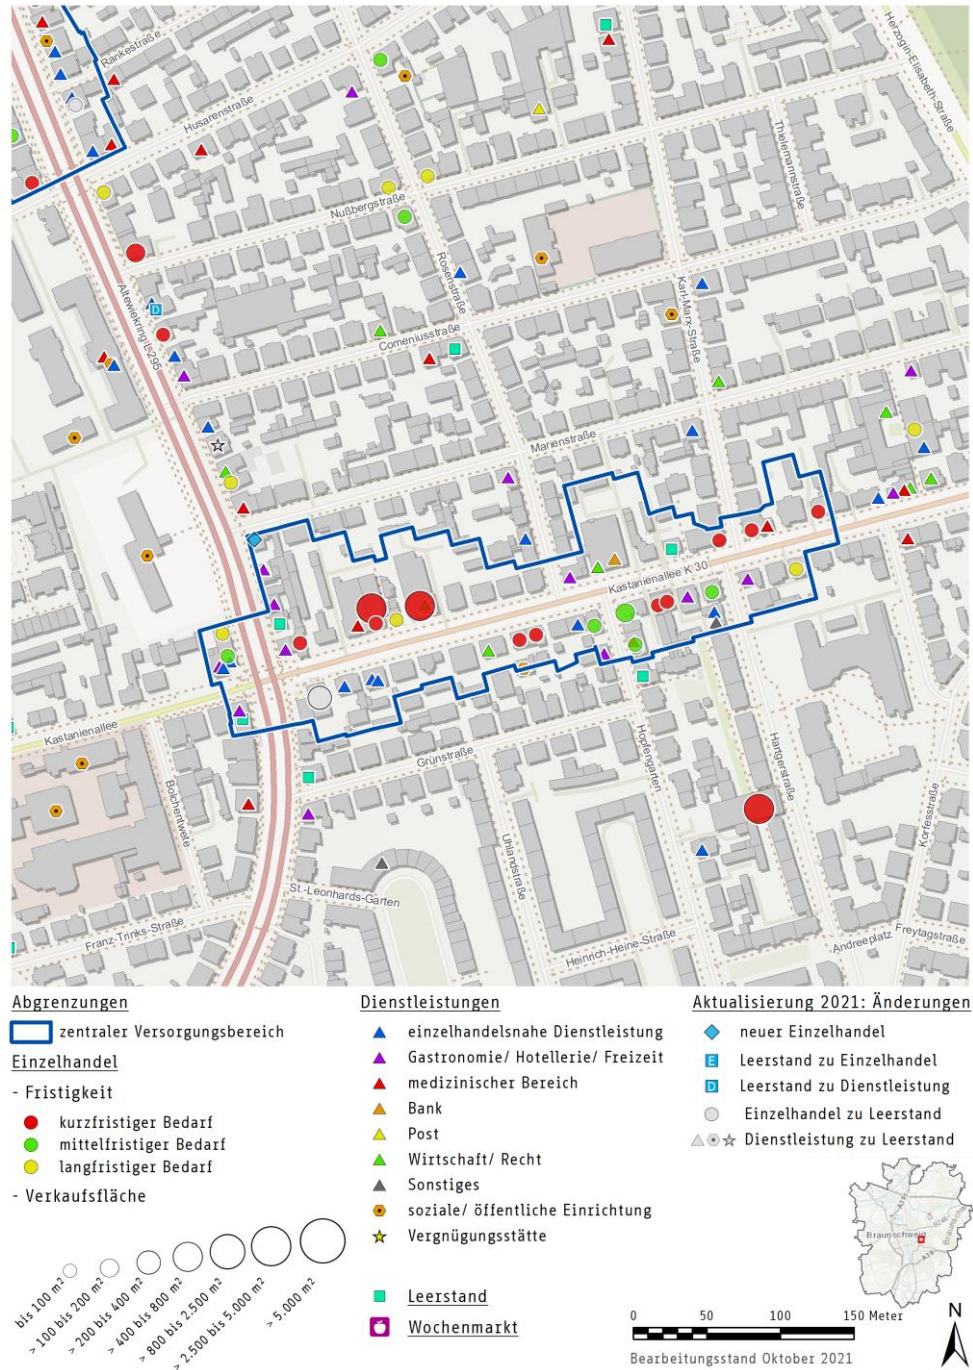 Rankestraße
Husarenstraße
Herzogin-Elisabeth-Straße
Thielemannstraße
Nußbergstraße
Rosenstraße
Karl-Marx-Straße
Altewiekring L 295
Comeniusstraße
Marienstraße
Kastanienallee K 30
Kastanienallee
Grünstraße
Bolchentwete
Hopfengarten
Hartgerstraße
Uhlandstraße
Korfesstraße
St.-Leonhards-Garten
Franz-Trinks-Straße
Heinrich-Heine-Straße
Andreeplatz
Freytagstraße
Abgrenzungen
zentraler Versorgungsbereich
Einzelhandel
- Fristigkeit
kurzfristiger Bedarf
mittelfristiger Bedarf
langfristiger Bedarf
- Verkaufsfläche
bis 100 m²
> 100 bis 200 m²
> 200 bis 400 m²
> 400 bis 800 m²
> 800 bis 2.500 m²
> 2.500 bis 5.000 m²
> 5.000 m²
Dienstleistungen
einzelhandelsnahe Dienstleistung
Gastronomie/ Hotellerie/ Freizeit
medizinischer Bereich
Bank
Post
Wirtschaft/ Recht
Sonstiges
soziale/ öffentliche Einrichtung
Vergnügungsstätte
Leerstand
Wochenmarkt
Aktualisierung 2021: Änderungen
neuer Einzelhandel
E Leerstand zu Einzelhandel
D Leerstand zu Dienstleistung
Einzelhandel zu Leerstand
Dienstleistung zu Leerstand
Braunschweig
0 50 100 150 Meter
N
Bearbeitungsstand Oktober 2021